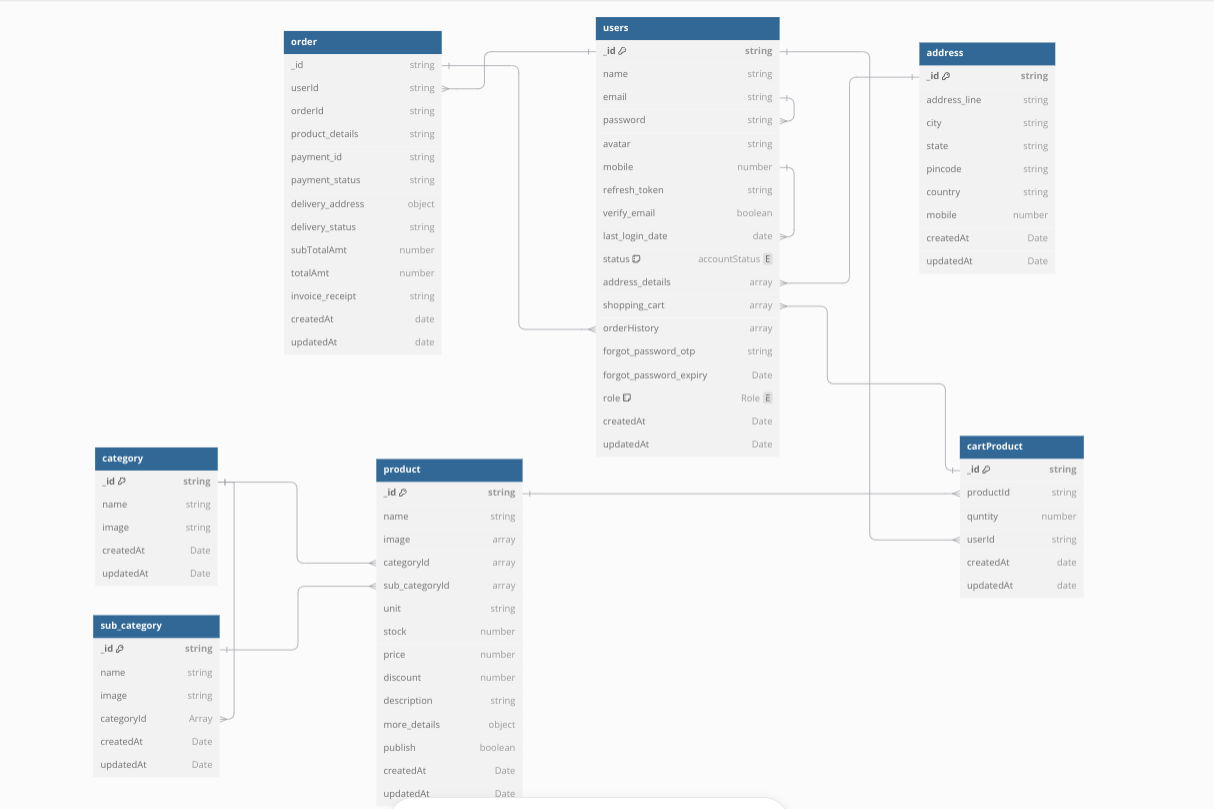 order
_id string
userId string
orderId string
product_details string
payment_id string
payment_status string
delivery_address object
delivery_status string
subTotalAmt number
totalAmt number
invoice_receipt string
createdAt date
updatedAt date
users
_id string
name string
email string
password string
avatar string
mobile number
refresh_token string
verify_email boolean
last_login_date date
status accountStatus E
address_details array
shopping_cart array
orderHistory array
forgot_password_otp string
forgot_password_expiry Date
role Role E
createdAt Date
updatedAt Date
address
_id string
address_line string
city string
state string
pincode string
country string
mobile number
createdAt Date
updatedAt Date
category
_id string
name string
image string
createdAt Date
updatedAt Date
sub_category
_id string
name string
image string
categoryId Array
createdAt Date
updatedAt Date
product
_id string
name string
image array
categoryId array
sub_categoryId array
unit string
stock number
price number
discount number
description string
more_details object
publish boolean
createdAt Date
updatedAt Date
cartProduct
_id string
productId string
quntity number
userId string
createdAt date
updatedAt date